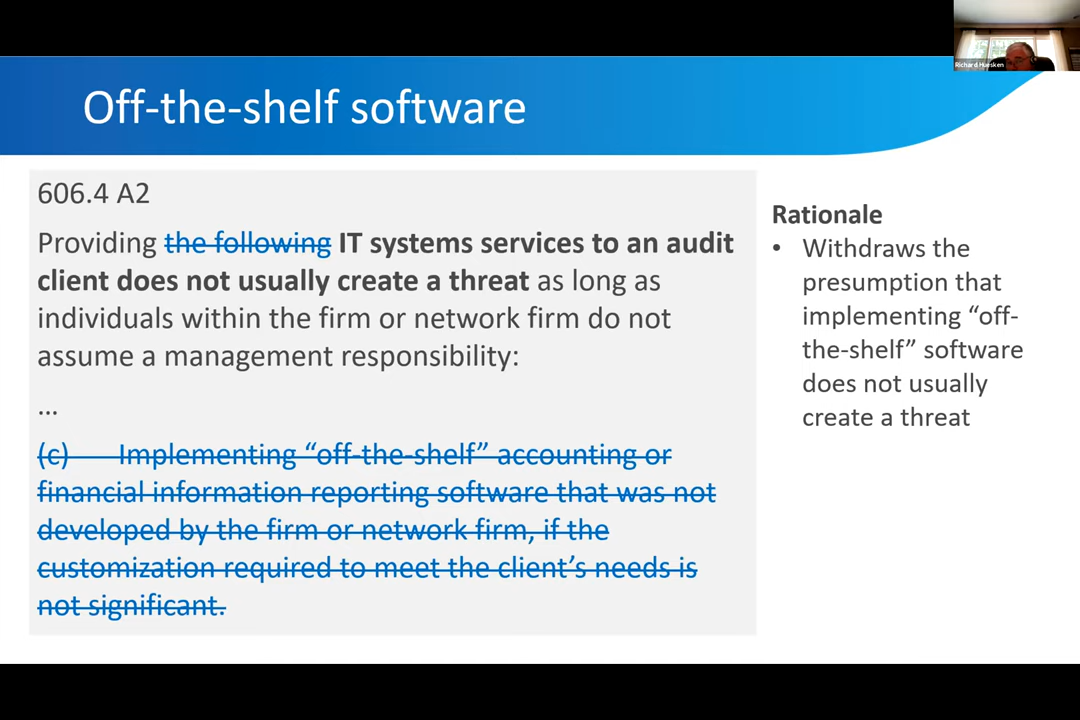 Richard Huesken
Off-the-shelf software
606.4 A2
Providing the following IT systems services to an audit
client does not usually create a threat as long as
individuals within the firm or network firm do not
assume a management responsibility:
...
(c) Implementing “off-the-shelf” accounting or
financial information reporting software that was not
developed by the firm or network firm, if the
customization required to meet the client’s needs is
not significant.
Rationale
• Withdraws the
presumption that
implementing “off-
the-shelf” software
does not usually
create a threat